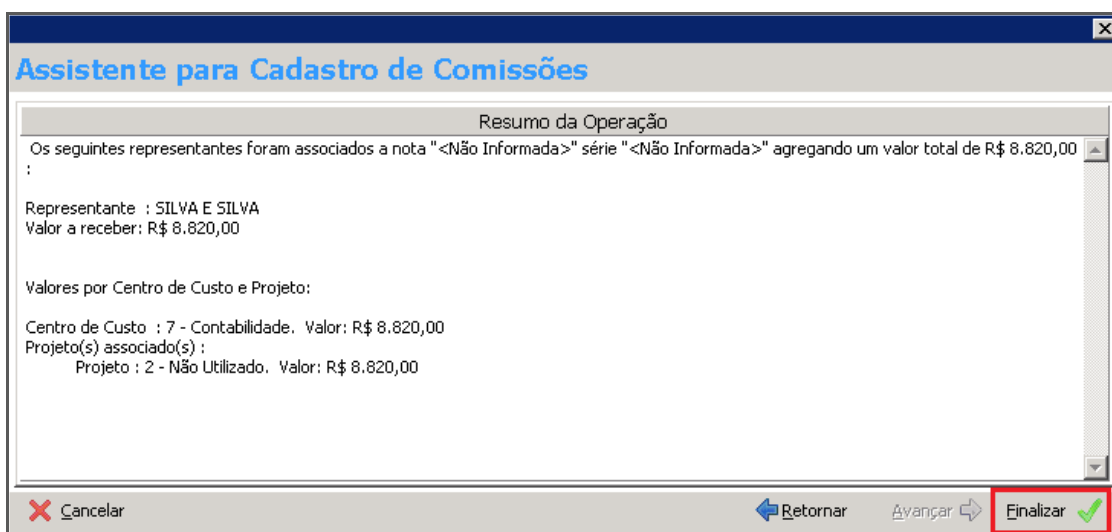 Assistente para Cadastro de Comissões
Resumo da Operação
Os seguintes representantes foram associados a nota "<Não Informada>" série "<Não Informada>" agregando um valor total de R$ 8.820,00
:
Representante : SILVA E SILVA
Valor a receber: R$ 8.820,00
Valores por Centro de Custo e Projeto:
Centro de Custo : 7 - Contabilidade. Valor: R$ 8.820,00
Projeto(s) associado(s) :
Projeto : 2 - Não Utilizado. Valor: R$ 8.820,00
Cancelar Retornar Avançar Finalizar